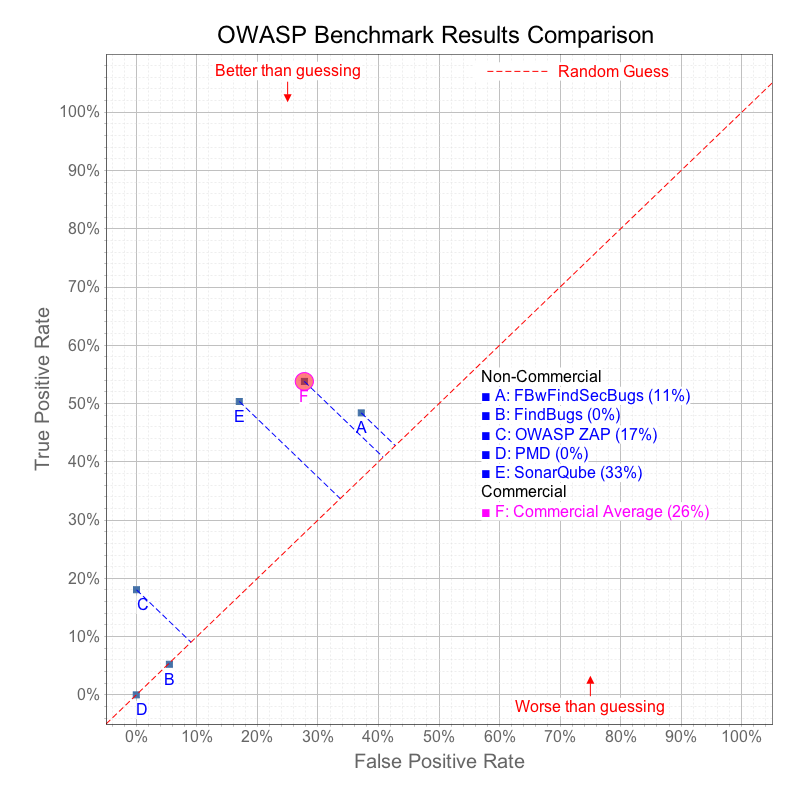 OWASP Benchmark Results Comparison
Better than guessing
Random Guess
100%
90%
80%
70%
60%
50%
40%
30%
20%
10%
0%
True Positive Rate
F
E
A
C
B
D
Non-Commercial
A: FBwFindSecBugs (11%)
B: FindBugs (0%)
C: OWASP ZAP (17%)
D: PMD (0%)
E: SonarQube (33%)
Commercial
F: Commercial Average (26%)
Worse than guessing
0% 10% 20% 30% 40% 50% 60% 70% 80% 90% 100%
False Positive Rate